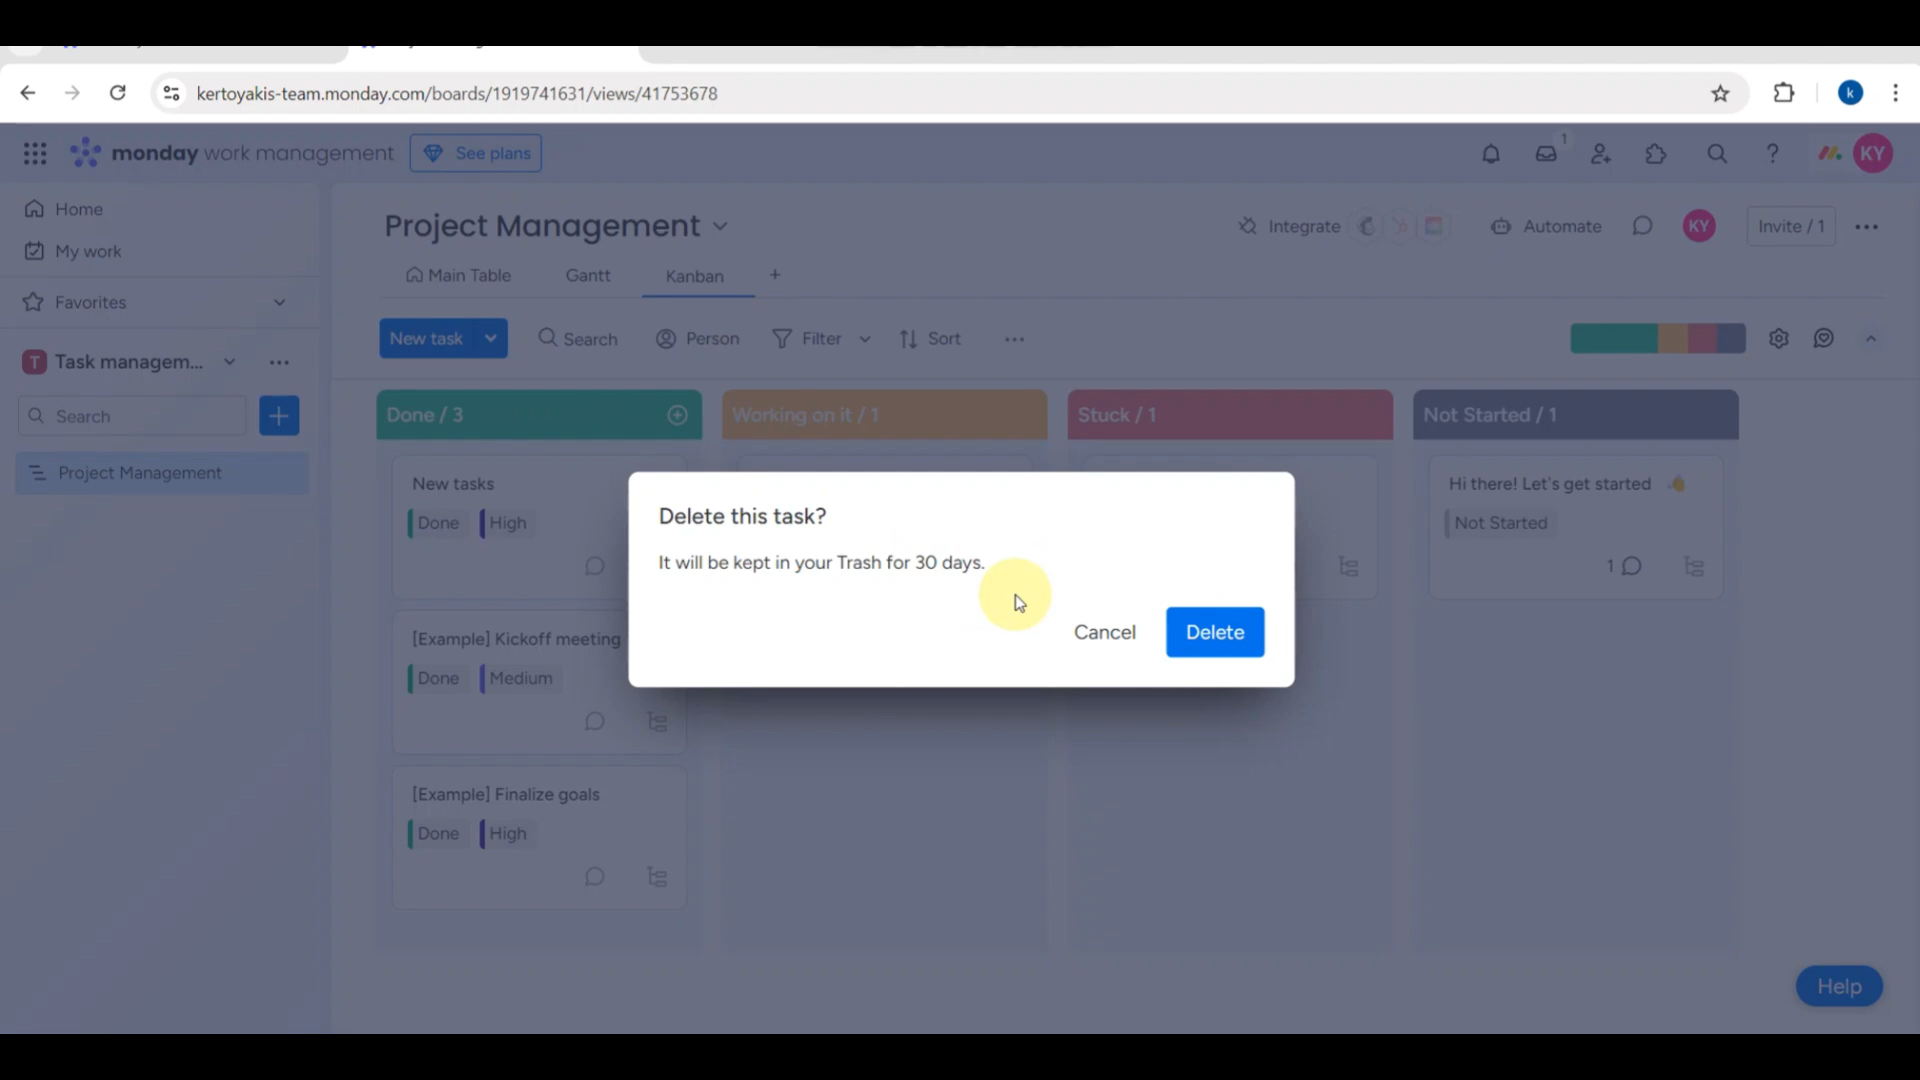 kertoyakis-team.monday.com/boards/1919741631/views/41753678
k
monday work management
See plans
1
KY
Home
My work
Favorites
T Task managem...
Search
Project Management
Project Management
Integrate
Automate
KY
Invite / 1
Main Table
Gantt
Kanban
New task
Search
Person
Filter
Sort
Done / 3
Working on it / 1
Stuck / 1
Not Started / 1
New tasks
Done
High
[Example] Kickoff meeting
Done
Medium
[Example] Finalize goals
Done
High
Hi there! Let's get started 👋
Not Started
1
Delete this task?
It will be kept in your Trash for 30 days.
Cancel
Delete
Help